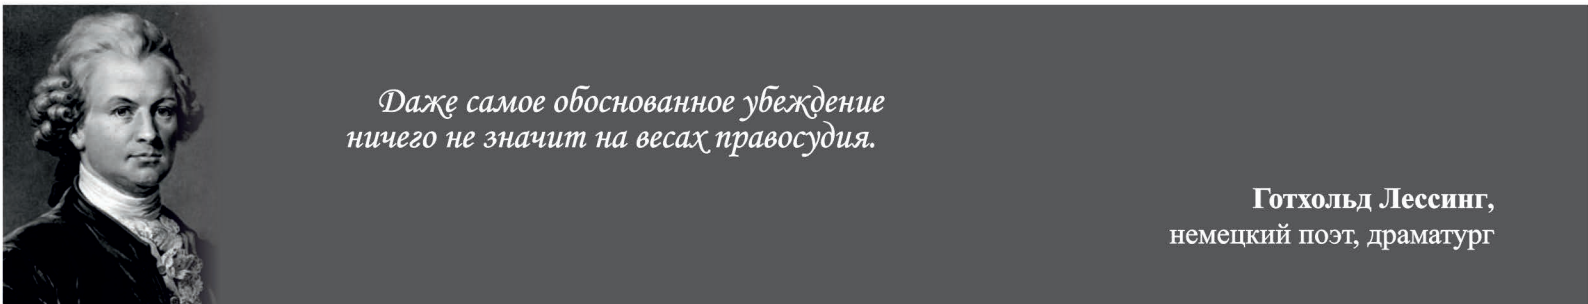 Даже самое обоснованное убеждение
ничего не значит на весах правосудия.
Готхольд Лессинг,
немецкий поэт, драматург